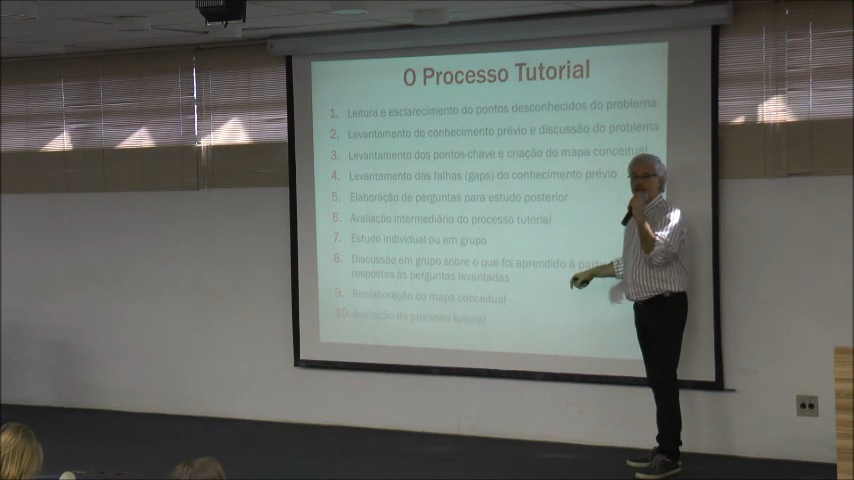 O Processo Tutorial
1. Leitura e esclarecimento do pontos desconhecidos do problema
2. Levantamento do conhecimento prévio e discussão do problema
3. Levantamento dos pontos-chave e criação do mapa conceitual
4. Levantamento das falhas (gaps) do conhecimento prévio
5. Elaboração de perguntas para estudo posterior
6. Avaliação intermediário do processo tutorial
7. Estudo individual ou em grupo
8. Discussão em grupo sobre o que foi aprendido à
respostas às perguntas levantadas
9. Reelaboração do mapa conceitual
10. Avaliação do processo tutorial